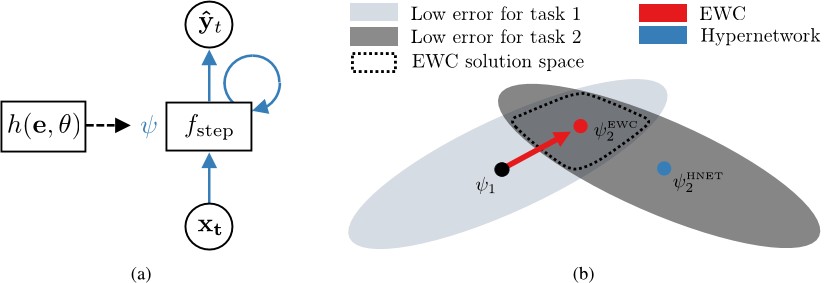 ŷ_t
h(e, θ)
ψ
f_step
x_t
(a)
Low error for task 1
Low error for task 2
EWC solution space
EWC
Hypernetwork
ψ_2^EWC
ψ_1
ψ_2^HNET
(b)